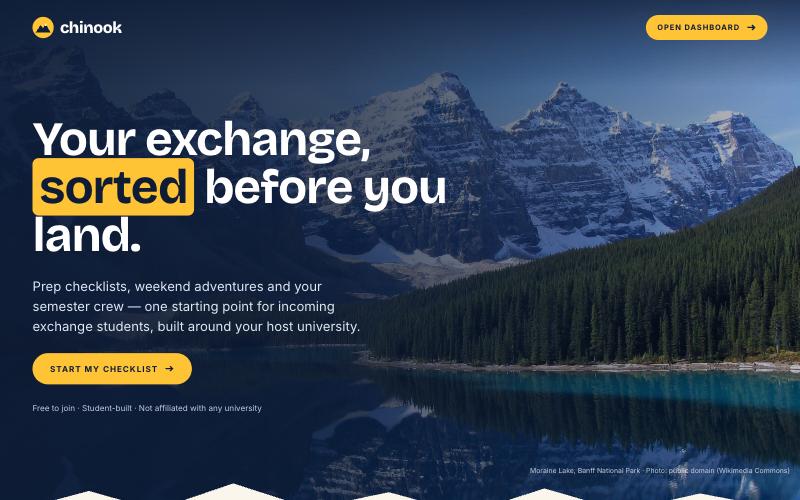 chinook
OPEN DASHBOARD →
Your exchange,
sorted before you
land.
Prep checklists, weekend adventures and your
semester crew — one starting point for incoming
exchange students, built around your host university.
START MY CHECKLIST →
Free to join · Student-built · Not affiliated with any university
Moraine Lake, Banff National Park · Photo: public domain (Wikimedia Commons)